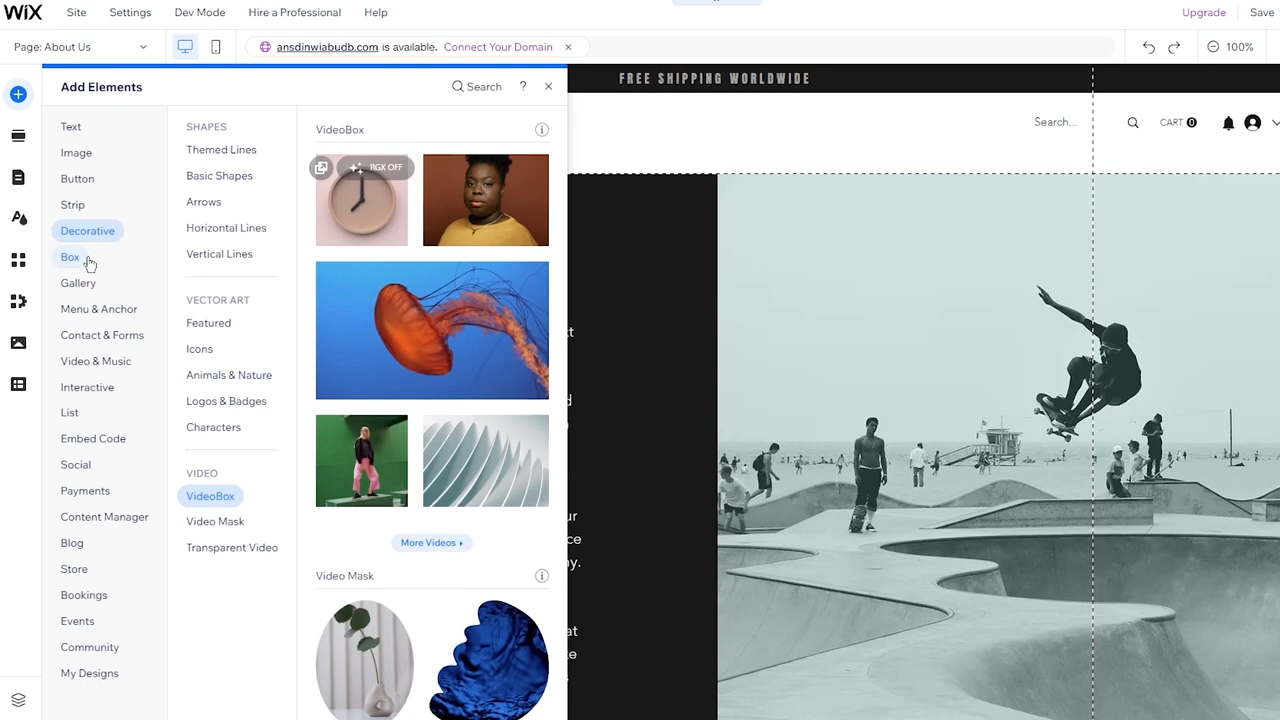 WiX Site Settings Dev Mode Hire a Professional Help Upgrade Save
Page: About Us ansdinwiabudb.com is available. Connect Your Domain 100%
FREE SHIPPING WORLDWIDE
Search... CART 0
Add Elements Search ?
Text
Image
Button
Strip
Decorative
Box
Gallery
Menu & Anchor
Contact & Forms
Video & Music
Interactive
List
Embed Code
Social
Payments
Content Manager
Blog
Store
Bookings
Events
Community
My Designs
SHAPES
Themed Lines
Basic Shapes
Arrows
Horizontal Lines
Vertical Lines
VECTOR ART
Featured
Icons
Animals & Nature
Logos & Badges
Characters
VIDEO
VideoBox
Video Mask
Transparent Video
VideoBox
RGX OFF
More Videos
Video Mask